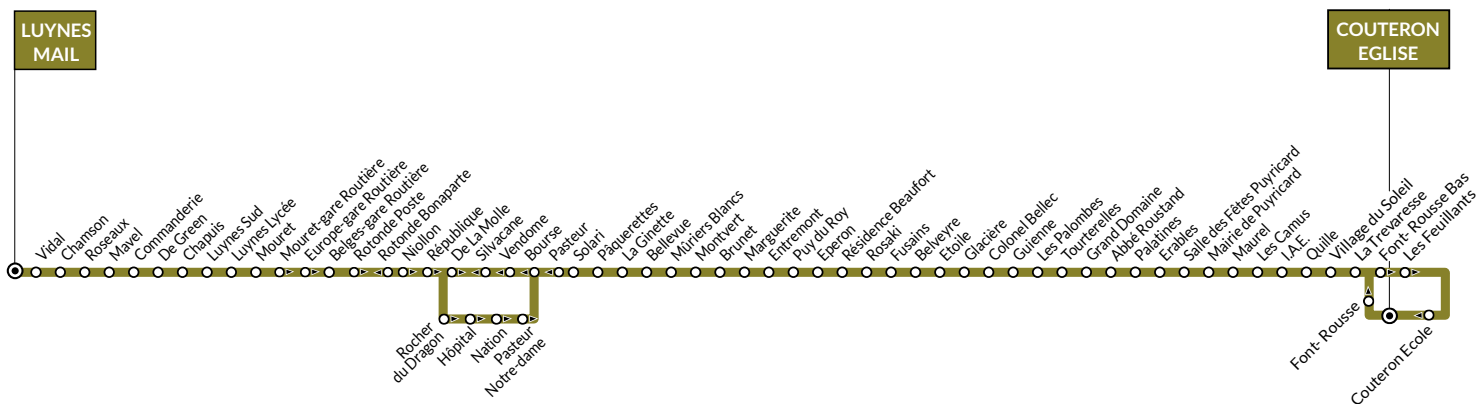 LUYNES
MAIL
COUTERON
EGLISE
Vidal
Chamson
Roseaux
Mavel
Commanderie
De Green
Chapuis
Luynes Sud
Luynes Lycée
Mouret
Mouret-gare Routière
Europe-gare Routière
Belges-gare Routière
Rotonde Poste
Rotonde Bonaparte
Niollon
République
De La Molle
Silvacane
Vendome
Bourse
Pasteur
Solari
Pâquerettes
La Ginette
Bellevue
Mûriers Blancs
Montvert
Brunet
Marguerite
Entremont
Puy du Roy
Eperon
Résidence Beaufort
Rosaki
Fusains
Belveyre
Etoile
Glacière
Colonel Bellec
Guienne
Les Palombes
Tourterelles
Grand Domaine
Abbé Roustand
Palatines
Erables
Salle des Fêtes Puyricard
Mairie de Puyricard
Maurel
Les Camus
I.A.E.
Quille
Village du Soleil
La Trevaresse
Font- Rousse Bas
Les Feuillants
Rocher
du Dragon
Hôpital
Nation
Pasteur
Notre-dame
Font- Rousse
Couteron Ecole